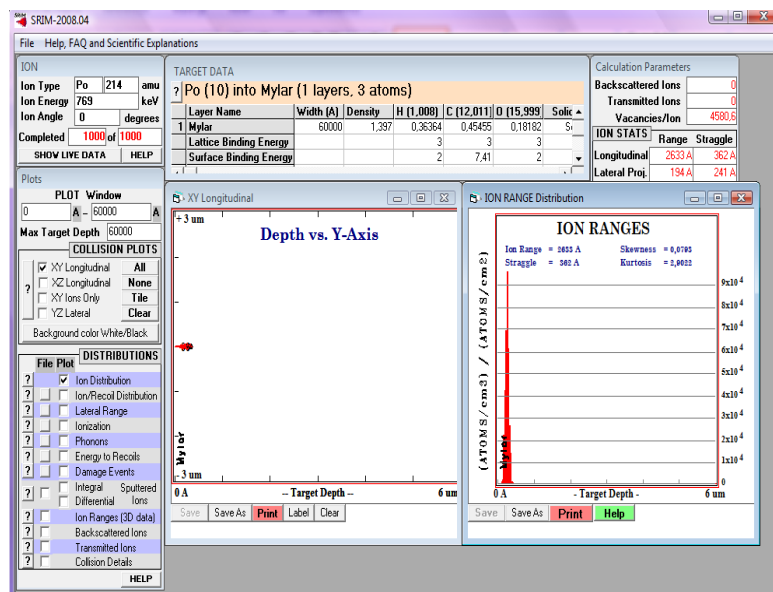 SRIM-2008.04
File Help, FAQ and Scientific Explanations
ION
Ion Type Po 214 amu
Ion Energy 769 keV
Ion Angle 0 degrees
Completed 1000 of 1000
SHOW LIVE DATA HELP
TARGET DATA
? Po (10) into Mylar (1 layers, 3 atoms)
Layer Name Width (A) Density H (1,008) C (12,011) O (15,999) Solid
1 Mylar 60000 1,397 0,36364 0,45455 0,18182
Lattice Binding Energy 3 3 3
Surface Binding Energy 2 7,41 2
Calculation Parameters
Backscattered Ions 0
Transmitted Ions 0
Vacancies/Ion 4580,6
ION STATS Range Straggle
Longitudinal 2633 A 362 A
Lateral Proj. 194 A 241 A
Plots
PLOT Window
0 A - 60000 A
Max Target Depth 60000
COLLISION PLOTS
? XY Longitudinal All
XZ Longitudinal None
XY Ions Only Tile
YZ Lateral Clear
Background color White/Black
DISTRIBUTIONS
File Plot
? Ion Distribution
? Ion/Recoil Distribution
? Lateral Range
? Ionization
? Phonons
? Energy to Recoils
? Damage Events
? Integral Sputtered
Differential Ions
? Ion Ranges (3D data)
? Backscattered Ions
? Transmitted Ions
? Collision Details
HELP
XY Longitudinal
+3 um
Depth vs. Y-Axis
Mylar
- 3 um
0 A -- Target Depth -- 6 um
Save Save As Print Label Clear
ION RANGE Distribution
ION RANGES
Ion Range = 2633 A Skewness = 0,0793
Straggle = 362 A Kurtosis = 2,9022
(ATOMS/cm3) / (ATOMS/cm2)
9x10 4
8x10 4
7x10 4
6x10 4
5x10 4
4x10 4
3x10 4
2x10 4
1x10 4
0
Mylar
0 A - Target Depth - 6 um
Save Save As Print Help